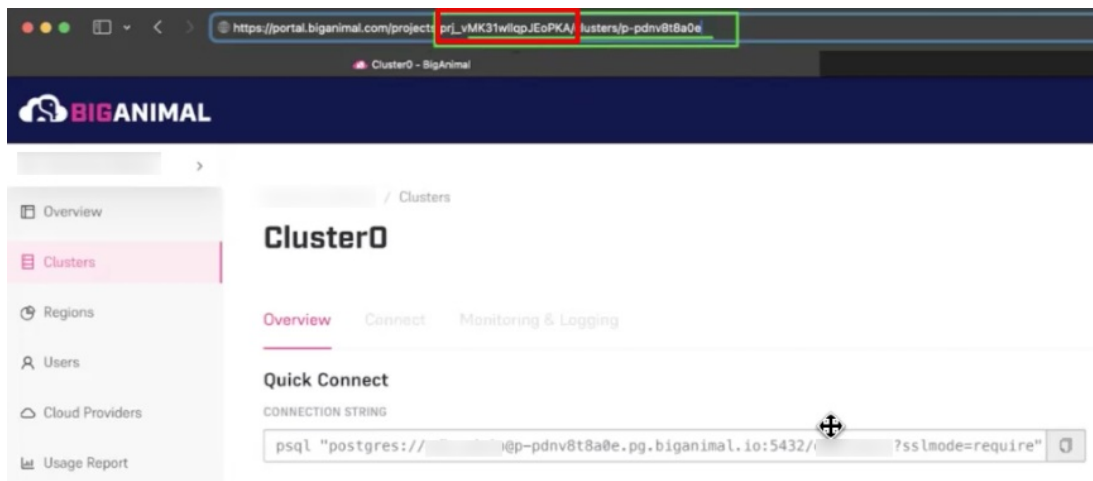 https://portal.biganimal.com/projects/prj_vMK31wIlqpJEoPKA/clusters/p-pdnv8t8a0e
Cluster0 - BigAnimal
BIGANIMAL
/ Clusters
Cluster0
Overview
Clusters
Regions
Users
Cloud Providers
Usage Report
Overview Connect Monitoring & Logging
Quick Connect
CONNECTION STRING
psql "postgres:// @p-pdnv8t8a0e.pg.biganimal.io:5432/ ?sslmode=require"